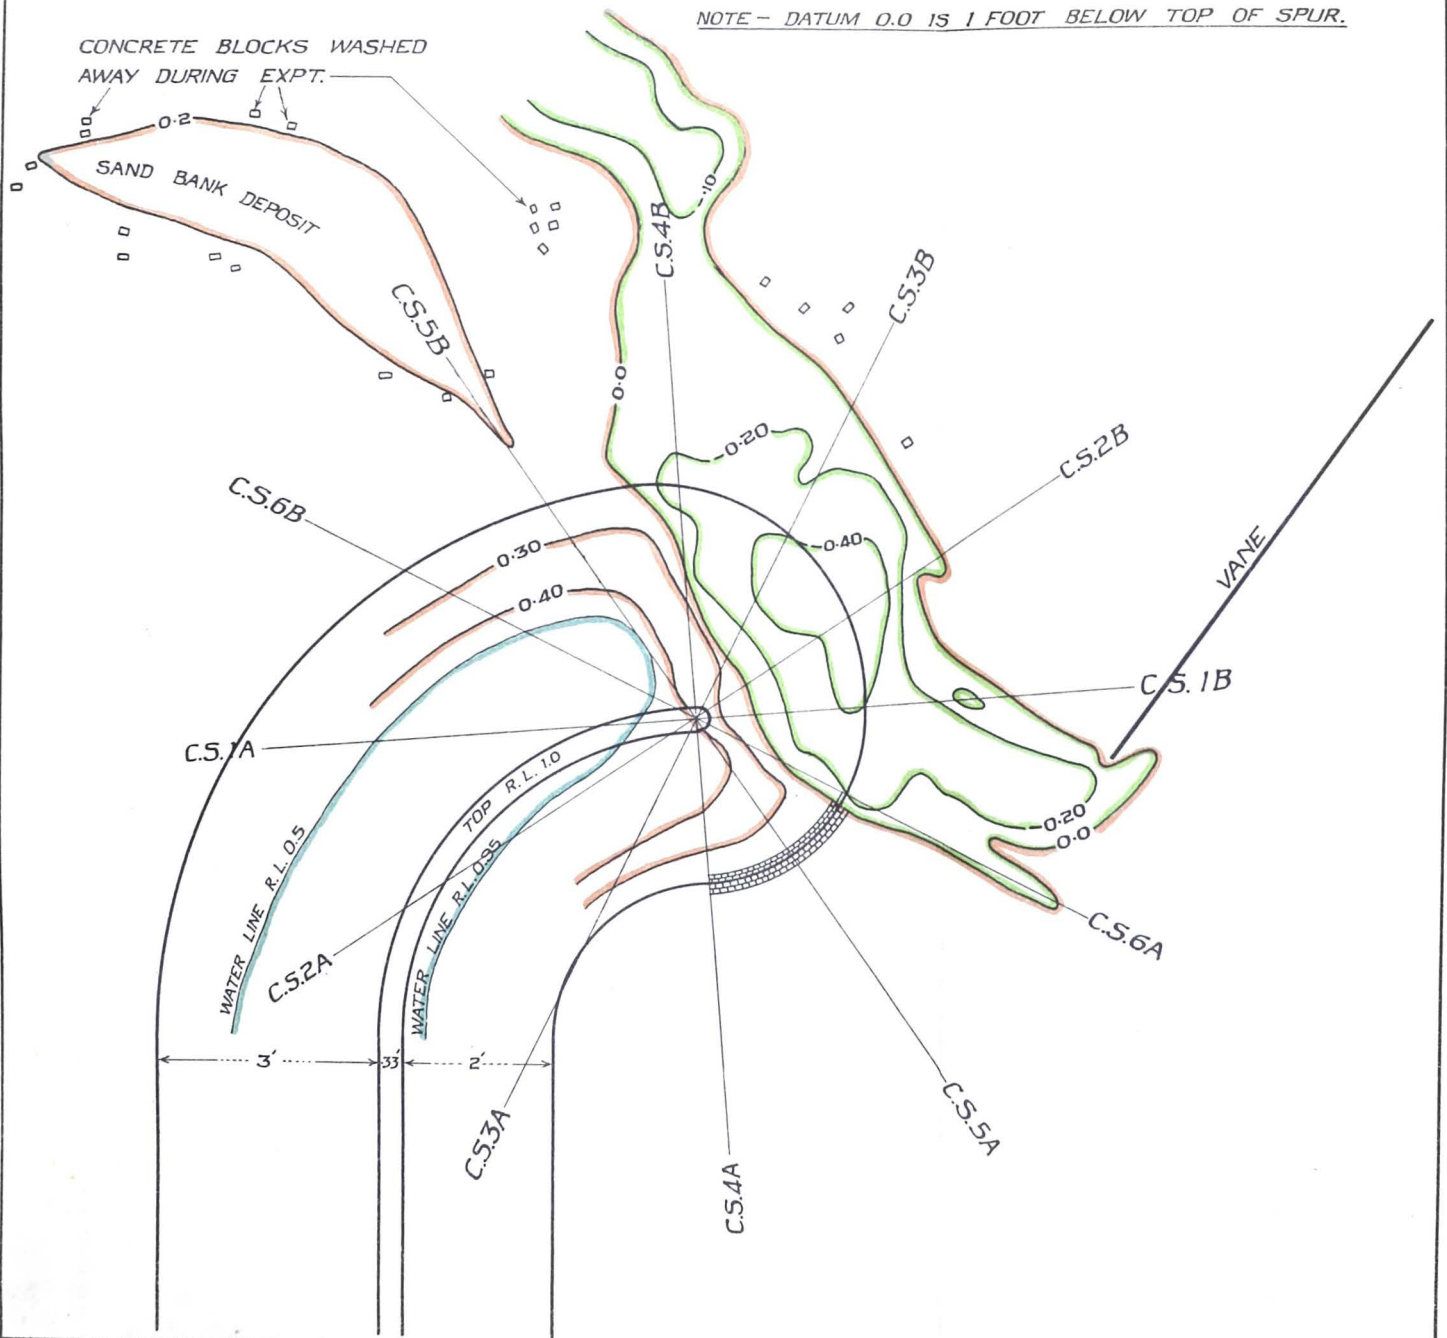 NOTE - DATUM 0.0 IS 1 FOOT BELOW TOP OF SPUR.
CONCRETE BLOCKS WASHED
AWAY DURING EXPT.
0.2
SAND BANK DEPOSIT
-.10
C.S.4B
C.S.3B
C.S.5B
0.0
-0.20
C.S.2B
C.S.6B
0.30
-0.40
VANE
0.40
C.S.1B
C.S.1A
TOP R.L. 1.0
-0.20
0.0
WATER LINE R.L. 0.5
WATER LINE R.L. 0.95
C.S.6A
C.S.2A
3'
33'
2'
C.S.3A
C.S.5A
C.S.4A